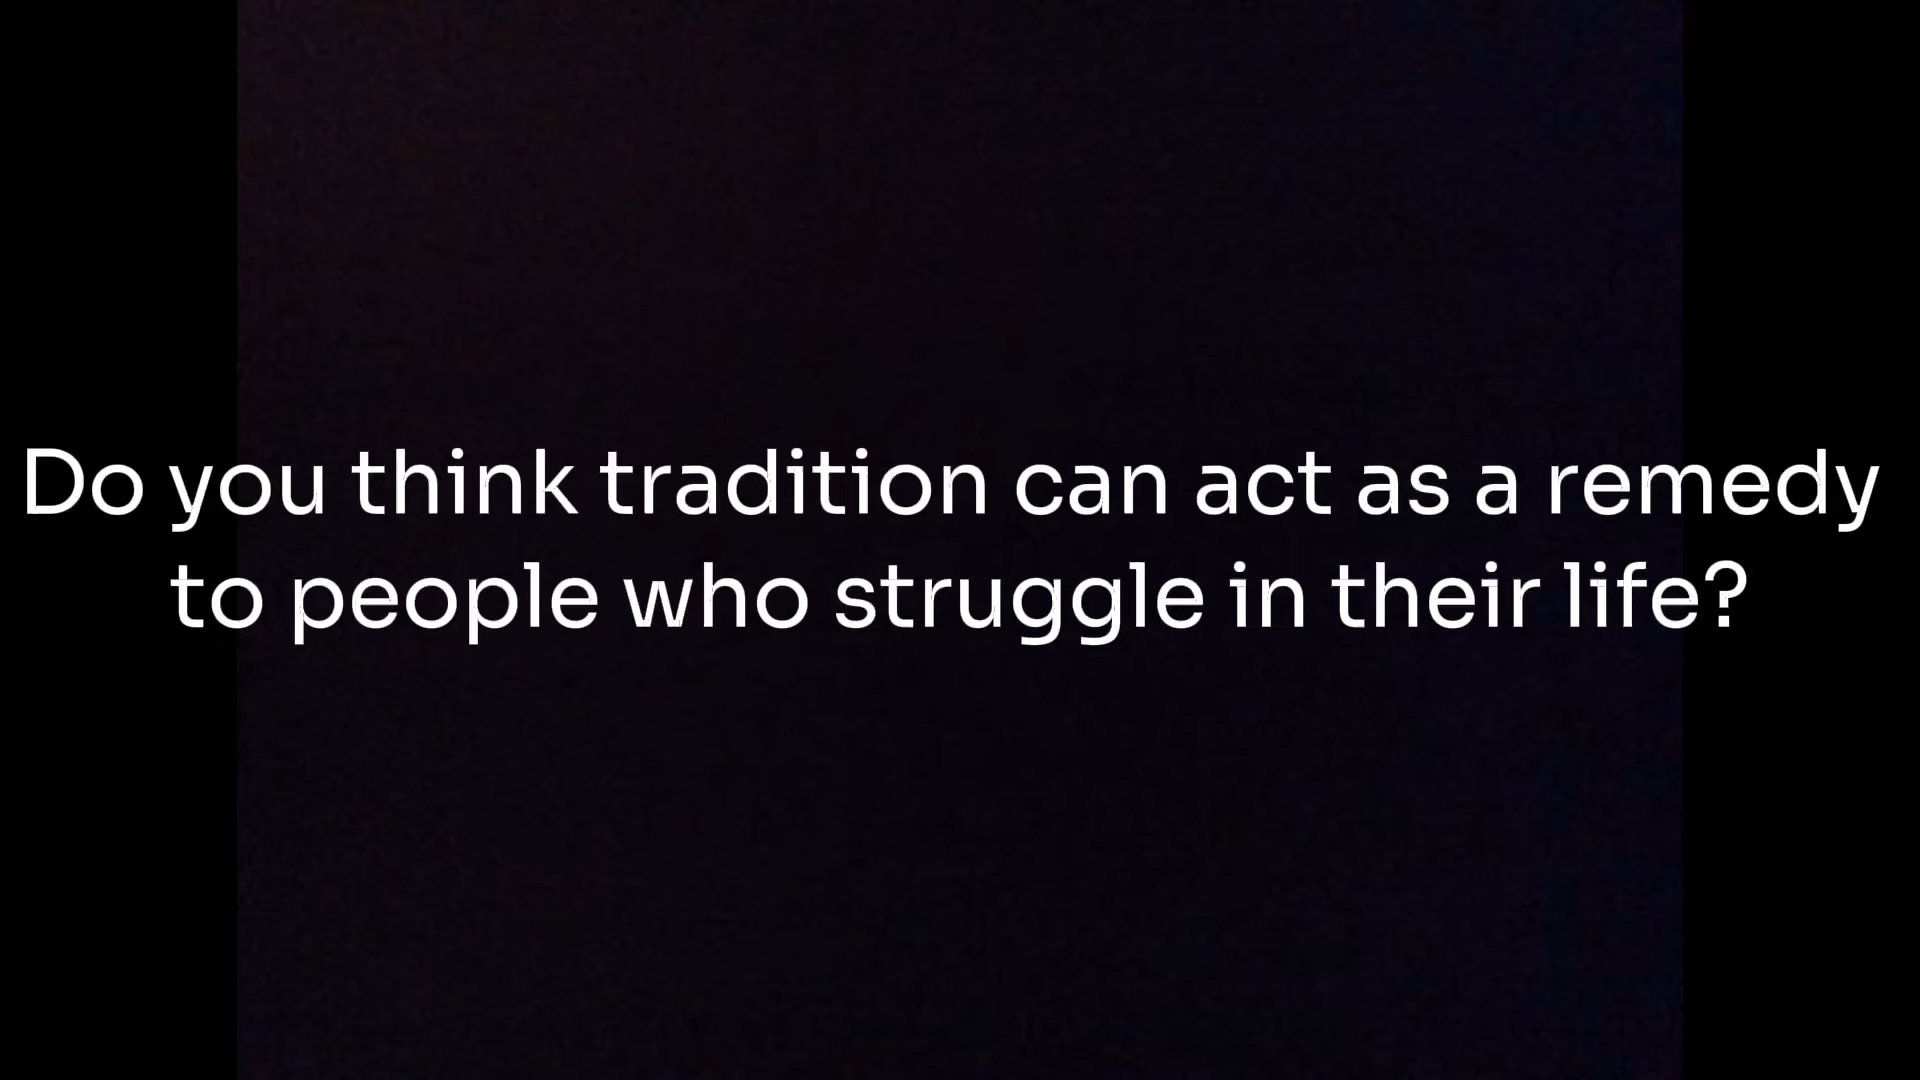 Do you think tradition can act as a remedy
to people who struggle in their life?